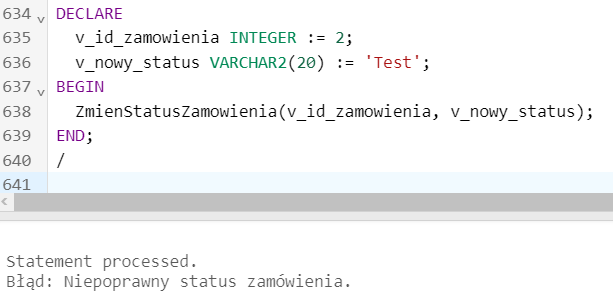 634 DECLARE
635 v_id_zamowienia INTEGER := 2;
636 v_nowy_status VARCHAR2(20) := 'Test';
637 BEGIN
638 ZmienStatusZamowienia(v_id_zamowienia, v_nowy_status);
639 END;
640 /
641
Statement processed.
Błąd: Niepoprawny status zamówienia.